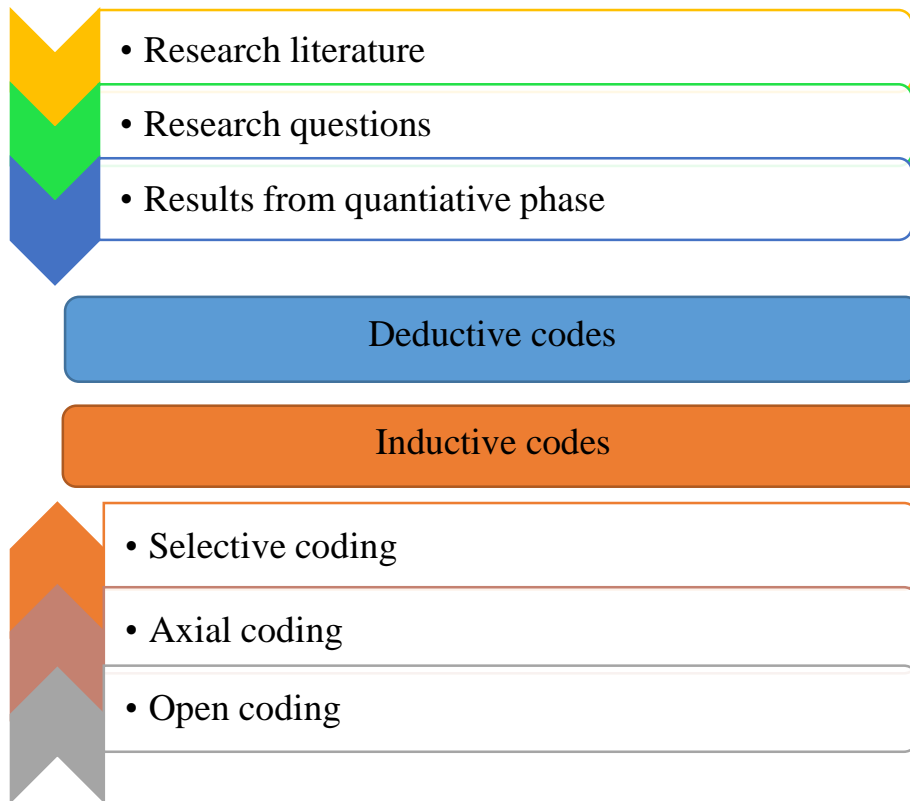 • Research literature
• Research questions
• Results from quantiative phase
Deductive codes
Inductive codes
• Selective coding
• Axial coding
• Open coding